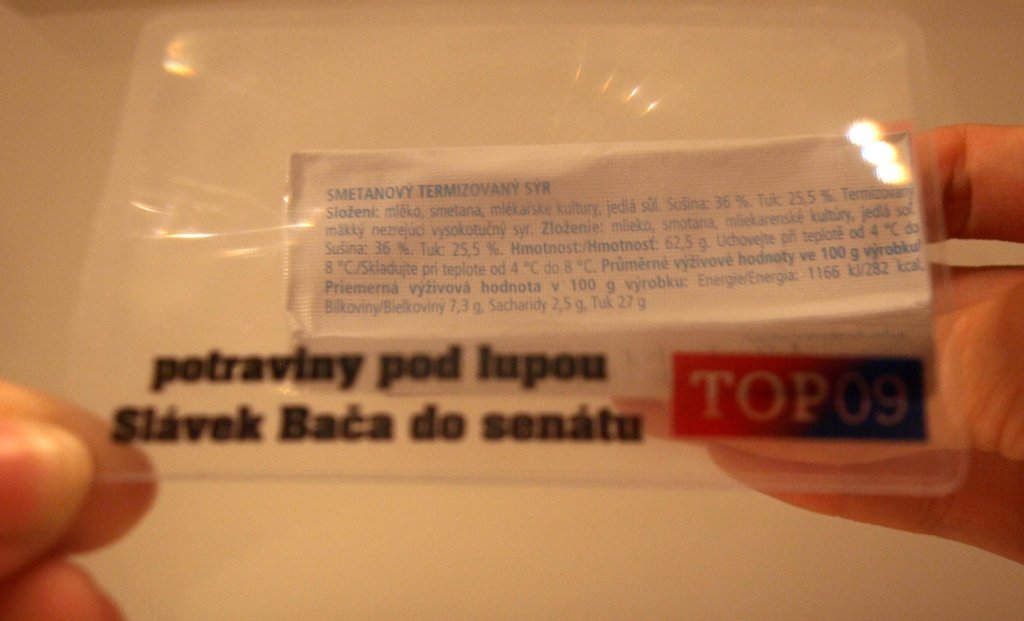 SMETANOVÝ TERMIZOVANÝ SÝR
Složení: mléko, smetana, mlékařské kultury, jedlá sůl. Sušina: 36 %. Tuk: 25,5 %. Termizovaný
mäkký nezrejúci vysokotučný syr. Zloženie: mlieko, smotana, mliekarenské kultúry, jedlá soľ.
Sušina: 36 %. Tuk: 25,5 %. Hmotnost:/Hmotnosť: 62,5 g. Uchovejte při teplotě od 4 °C do
8 °C./Skladujte pri teplote od 4 °C do 8 °C. Průměrné výživové hodnoty ve 100 g výrobku/
Priemerná výživová hodnota v 100 g výrobku: Energie/Energia: 1166 kJ/282 kcal,
Bílkoviny/Bielkoviny 7,3 g, Sacharidy 2,5 g, Tuk 27 g
potraviny pod lupou
Slávek Bača do senátu
TOP09